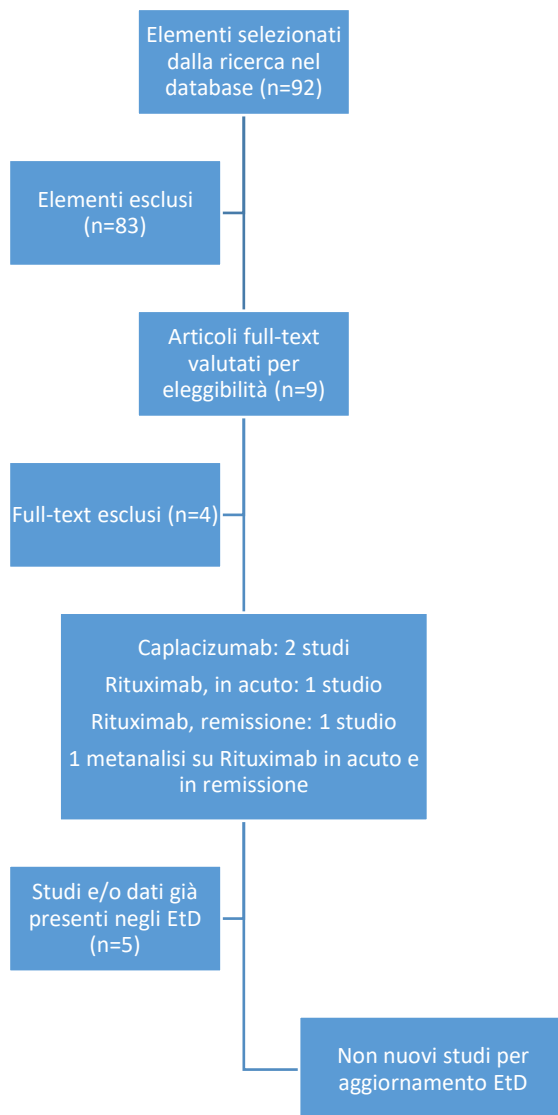 Elementi selezionati
dalla ricerca nel
database (n=92)
Elementi esclusi
(n=83)
Articoli full-text
valutati per
eleggibilità (n=9)
Full-text esclusi (n=4)
Caplacizumab: 2 studi
Rituximab, in acuto: 1 studio
Rituximab, remissione: 1 studio
1 metanalisi su Rituximab in acuto e
in remissione
Studi e/o dati già
presenti negli EtD
(n=5)
Non nuovi studi per
aggiornamento EtD